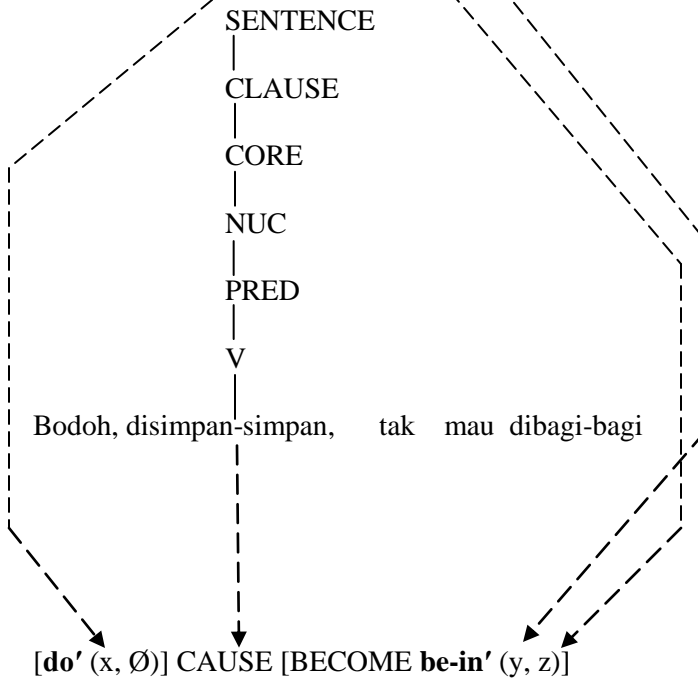 SENTENCE
CLAUSE
CORE
NUC
PRED
V
Bodoh, disimpan-simpan, tak mau dibagi-bagi
[do′ (x, Ø)] CAUSE [BECOME be-in′ (y, z)]